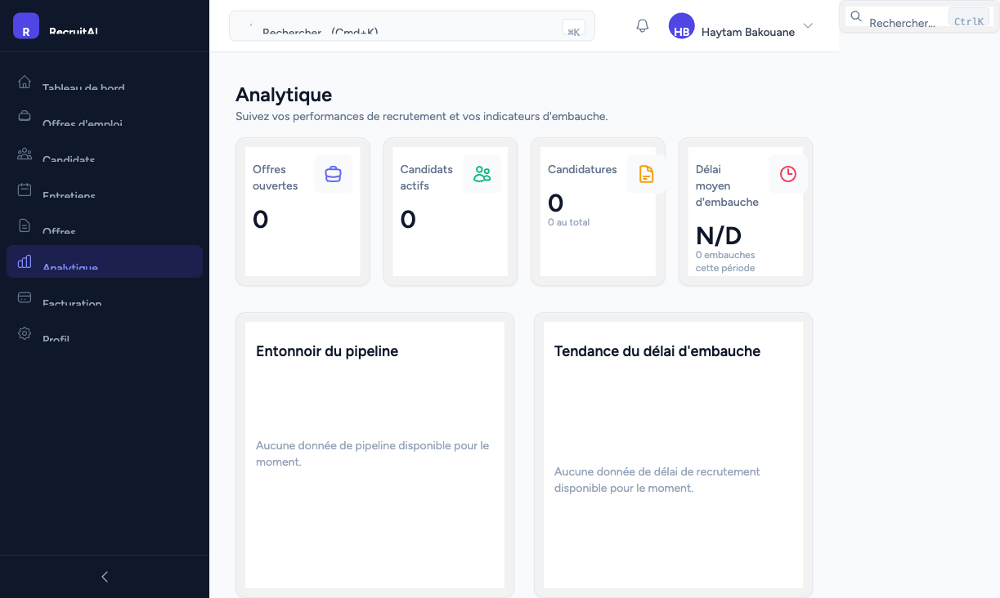 R RecruitAI
Rechercher... (Cmd+K) ⌘K
HB Haytam Bakouane
Rechercher... CtrlK
Tableau de bord
Offres d'emploi
Candidats
Entretiens
Offres
Analytique
Facturation
Profil
Analytique
Suivez vos performances de recrutement et vos indicateurs d'embauche.
Offres
ouvertes
0
Candidats
actifs
0
Candidatures
0
0 au total
Délai
moyen
d'embauche
N/D
0 embauches
cette période
Entonnoir du pipeline
Aucune donnée de pipeline disponible pour le
moment.
Tendance du délai d'embauche
Aucune donnée de délai de recrutement
disponible pour le moment.